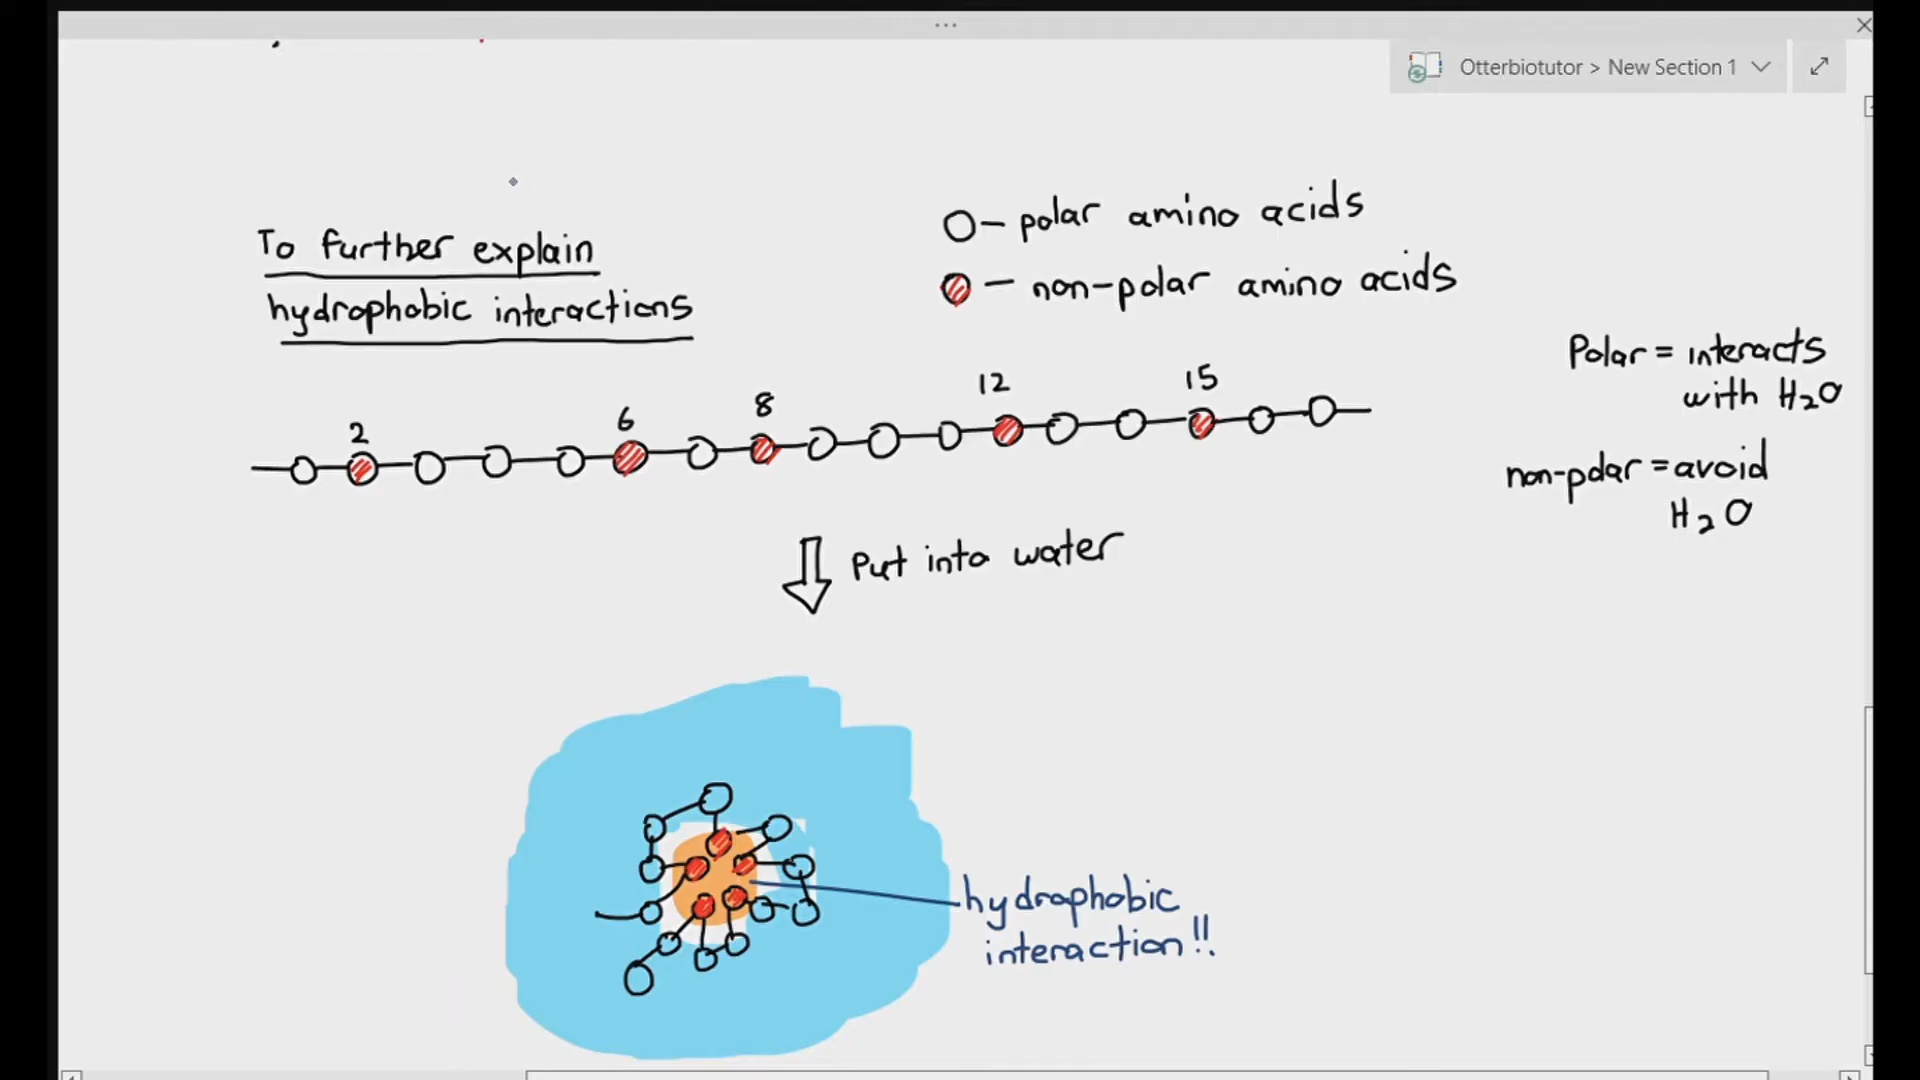 ...
Otterbiotutor > New Section 1
To further explain
hydrophobic interactions
O - polar amino acids
- non-polar amino acids
Polar = interacts
with H₂O
non-polar = avoid
H₂O
2 6 8 12 15
Put into water
hydrophobic
interaction!!